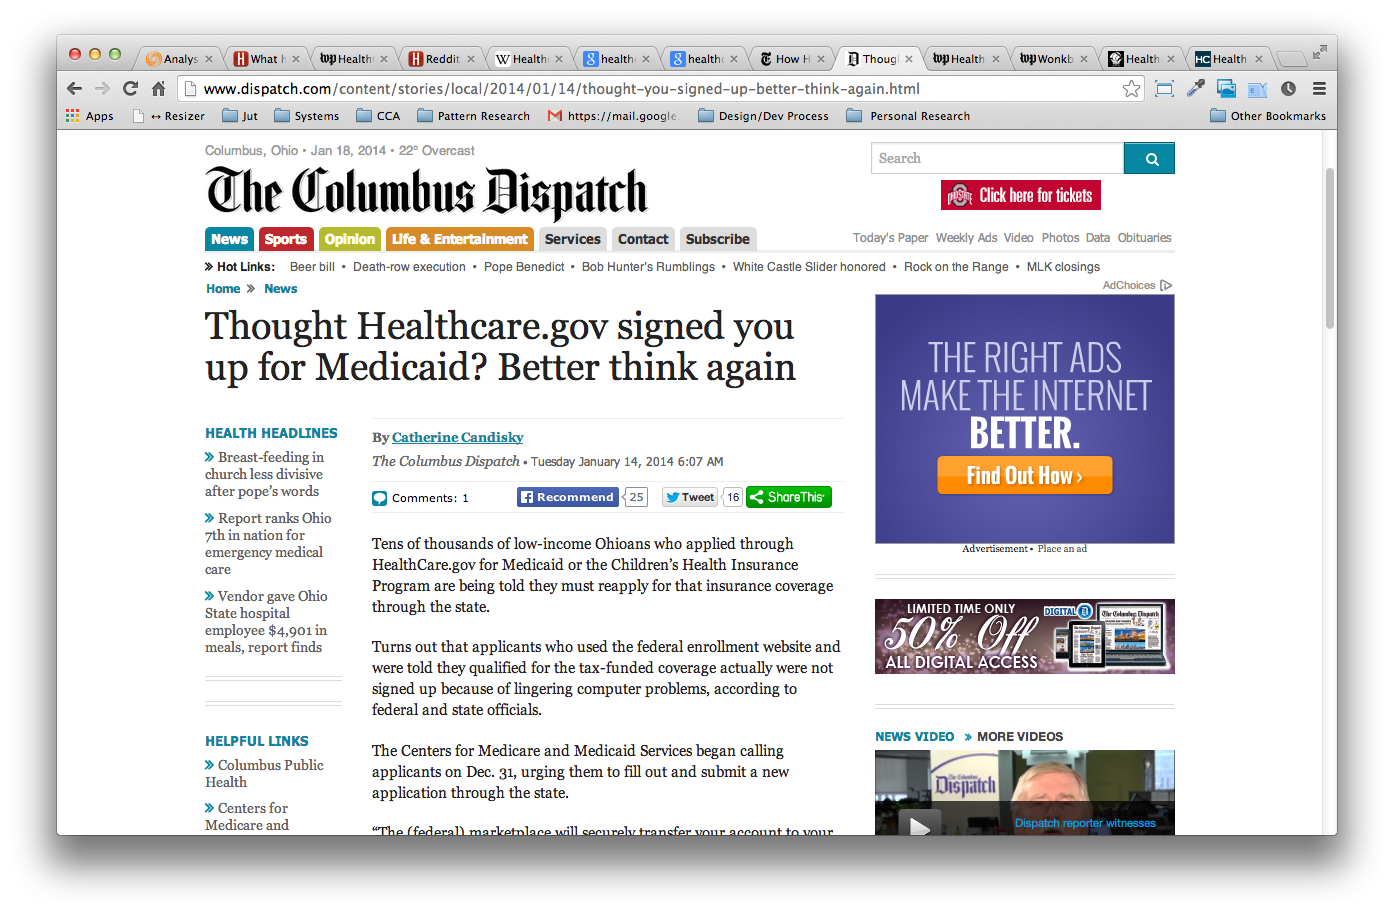 Analys
What h
Health
Reddit
Health
health
health
How H
Though
Health
Wonkb
Health
Health
www.dispatch.com/content/stories/local/2014/01/14/thought-you-signed-up-better-think-again.html
Apps
↔ Resizer
Jut
Systems
CCA
Pattern Research
https://mail.google.
Design/Dev Process
Personal Research
Other Bookmarks
Columbus, Ohio • Jan 18, 2014 • 22° Overcast
Search
The Columbus Dispatch
OHIO STATE
Click here for tickets
News Sports Opinion Life & Entertainment Services Contact Subscribe
Today's Paper Weekly Ads Video Photos Data Obituaries
» Hot Links: Beer bill • Death-row execution • Pope Benedict • Bob Hunter's Rumblings • White Castle Slider honored • Rock on the Range • MLK closings
Home » News
AdChoices
Thought Healthcare.gov signed you
up for Medicaid? Better think again
HEALTH HEADLINES
» Breast-feeding in
church less divisive
after pope's words
» Report ranks Ohio
7th in nation for
emergency medical
care
» Vendor gave Ohio
State hospital
employee $4,901 in
meals, report finds
HELPFUL LINKS
» Columbus Public
Health
» Centers for
Medicare and
By Catherine Candisky
The Columbus Dispatch • Tuesday January 14, 2014 6:07 AM
Comments: 1
Recommend 25
Tweet 16
ShareThis
Tens of thousands of low-income Ohioans who applied through
HealthCare.gov for Medicaid or the Children's Health Insurance
Program are being told they must reapply for that insurance coverage
through the state.
Turns out that applicants who used the federal enrollment website and
were told they qualified for the tax-funded coverage actually were not
signed up because of lingering computer problems, according to
federal and state officials.
The Centers for Medicare and Medicaid Services began calling
applicants on Dec. 31, urging them to fill out and submit a new
application through the state.
“The (federal) marketplace will securely transfer your account to your
THE RIGHT ADS
MAKE THE INTERNET
BETTER.
Find Out How ›
Advertisement • Place an ad
LIMITED TIME ONLY
50% Off
ALL DIGITAL ACCESS
DIGITAL D
The Columbus Dispatch
NEWS VIDEO » MORE VIDEOS
The Columbus
Dispatch
Dispatch reporter witnesses